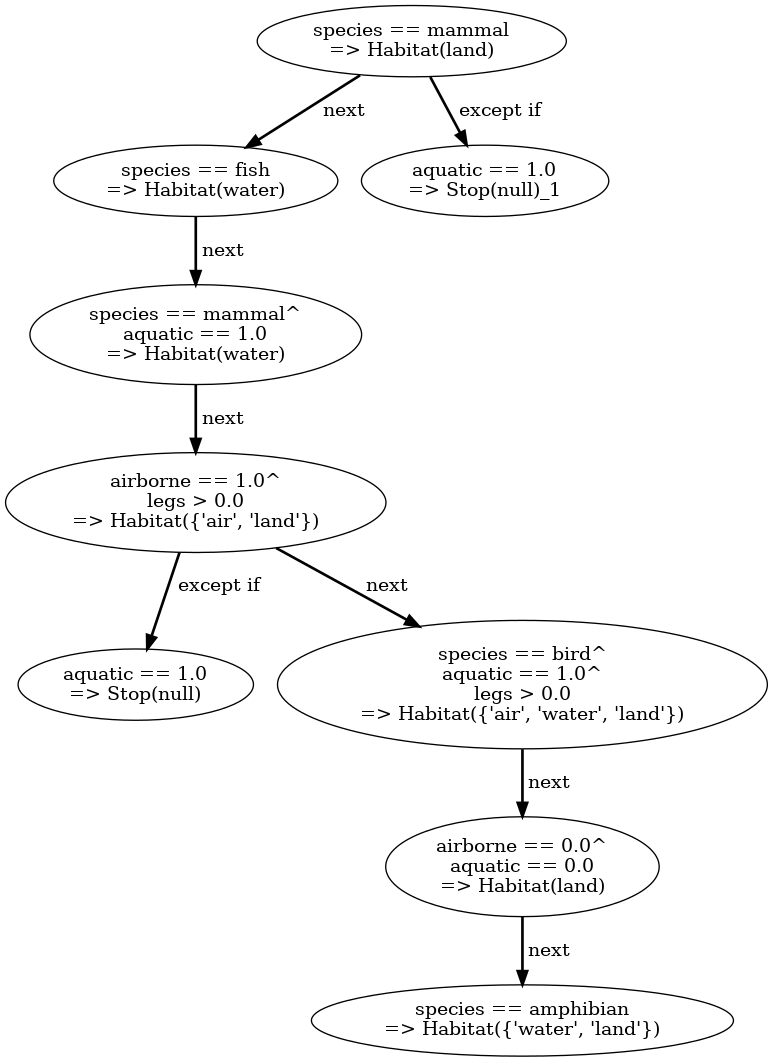 species == mammal
=> Habitat(land)
next
except if
species == fish
=> Habitat(water)
aquatic == 1.0
=> Stop(null)_1
next
species == mammal^
aquatic == 1.0
=> Habitat(water)
next
airborne == 1.0^
legs > 0.0
=> Habitat({'air', 'land'})
except if
next
aquatic == 1.0
=> Stop(null)
species == bird^
aquatic == 1.0^
legs > 0.0
=> Habitat({'air', 'water', 'land'})
next
airborne == 0.0^
aquatic == 0.0
=> Habitat(land)
next
species == amphibian
=> Habitat({'water', 'land'})